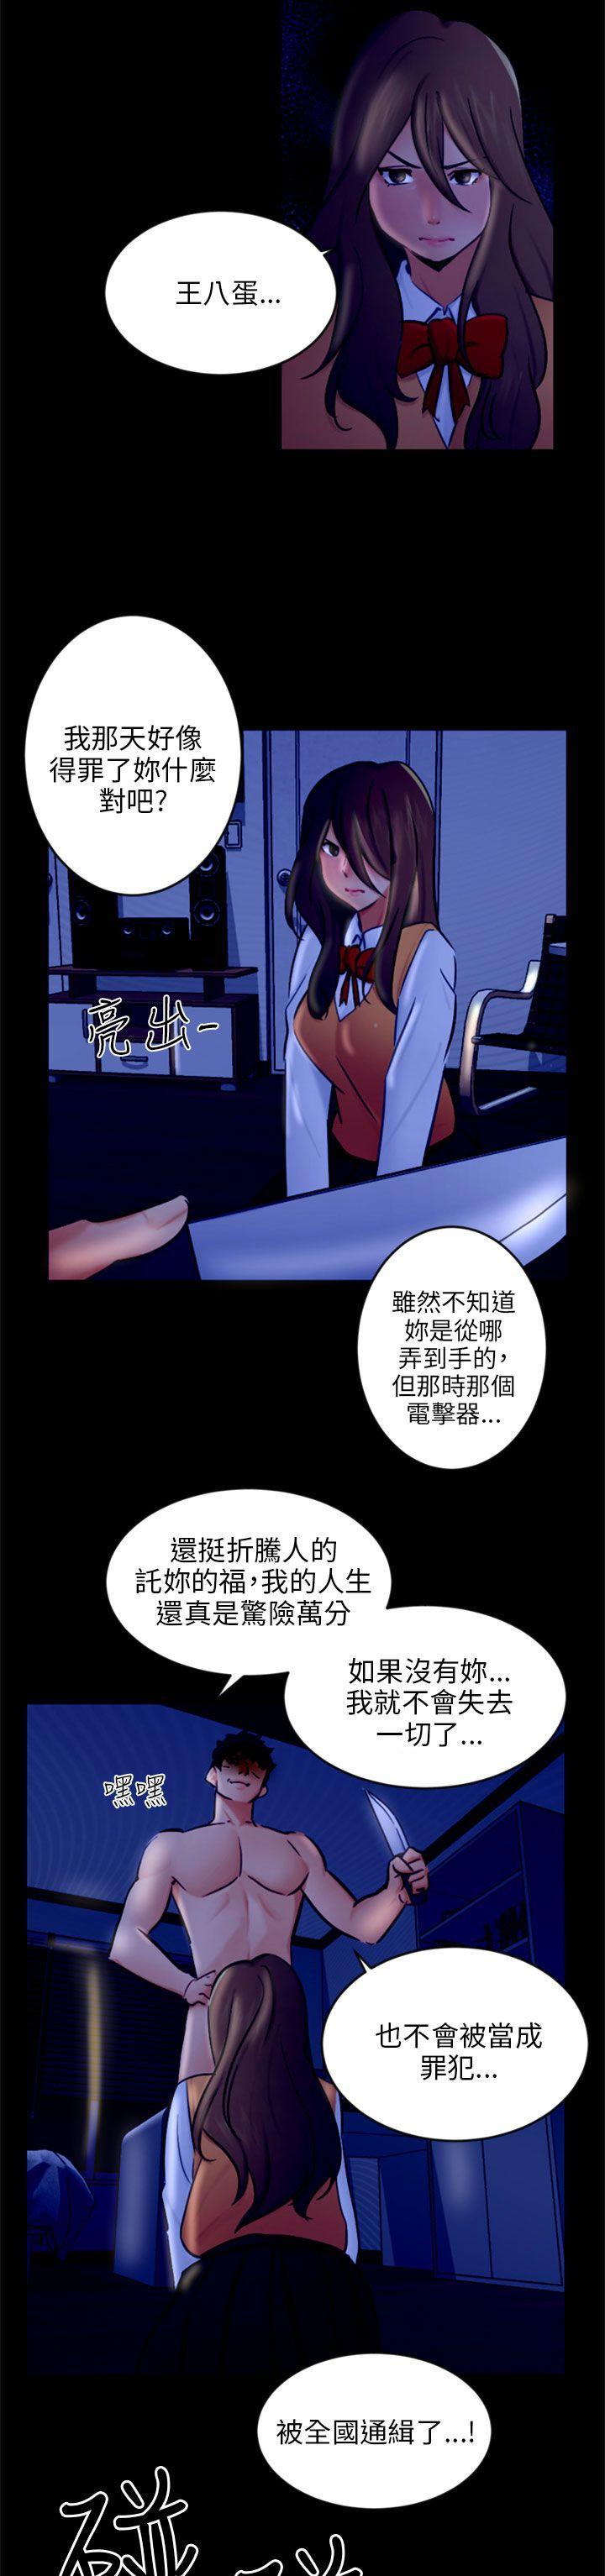 王八蛋...
我那天好像
得罪了妳什麼
對吧?
亮出-
雖然不知道
妳是從哪
弄到手的,
但那時那個
電擊器...
還挺折騰人的
託妳的福,我的人生
還真是驚險萬分
如果沒有妳...
我就不會失去
一切了...
嘿嘿
也不會被當成
罪犯...
被全國通緝了...!
碰